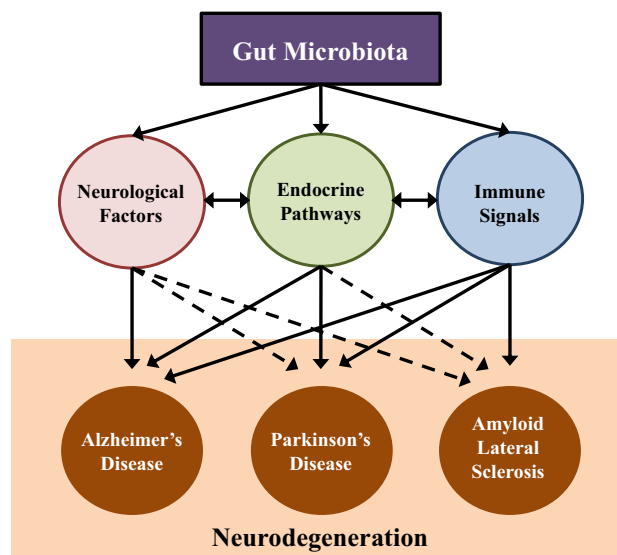 Gut Microbiota
Neurological
Factors
Endocrine
Pathways
Immune
Signals
Alzheimer's
Disease
Parkinson's
Disease
Amyloid
Lateral
Sclerosis
Neurodegeneration